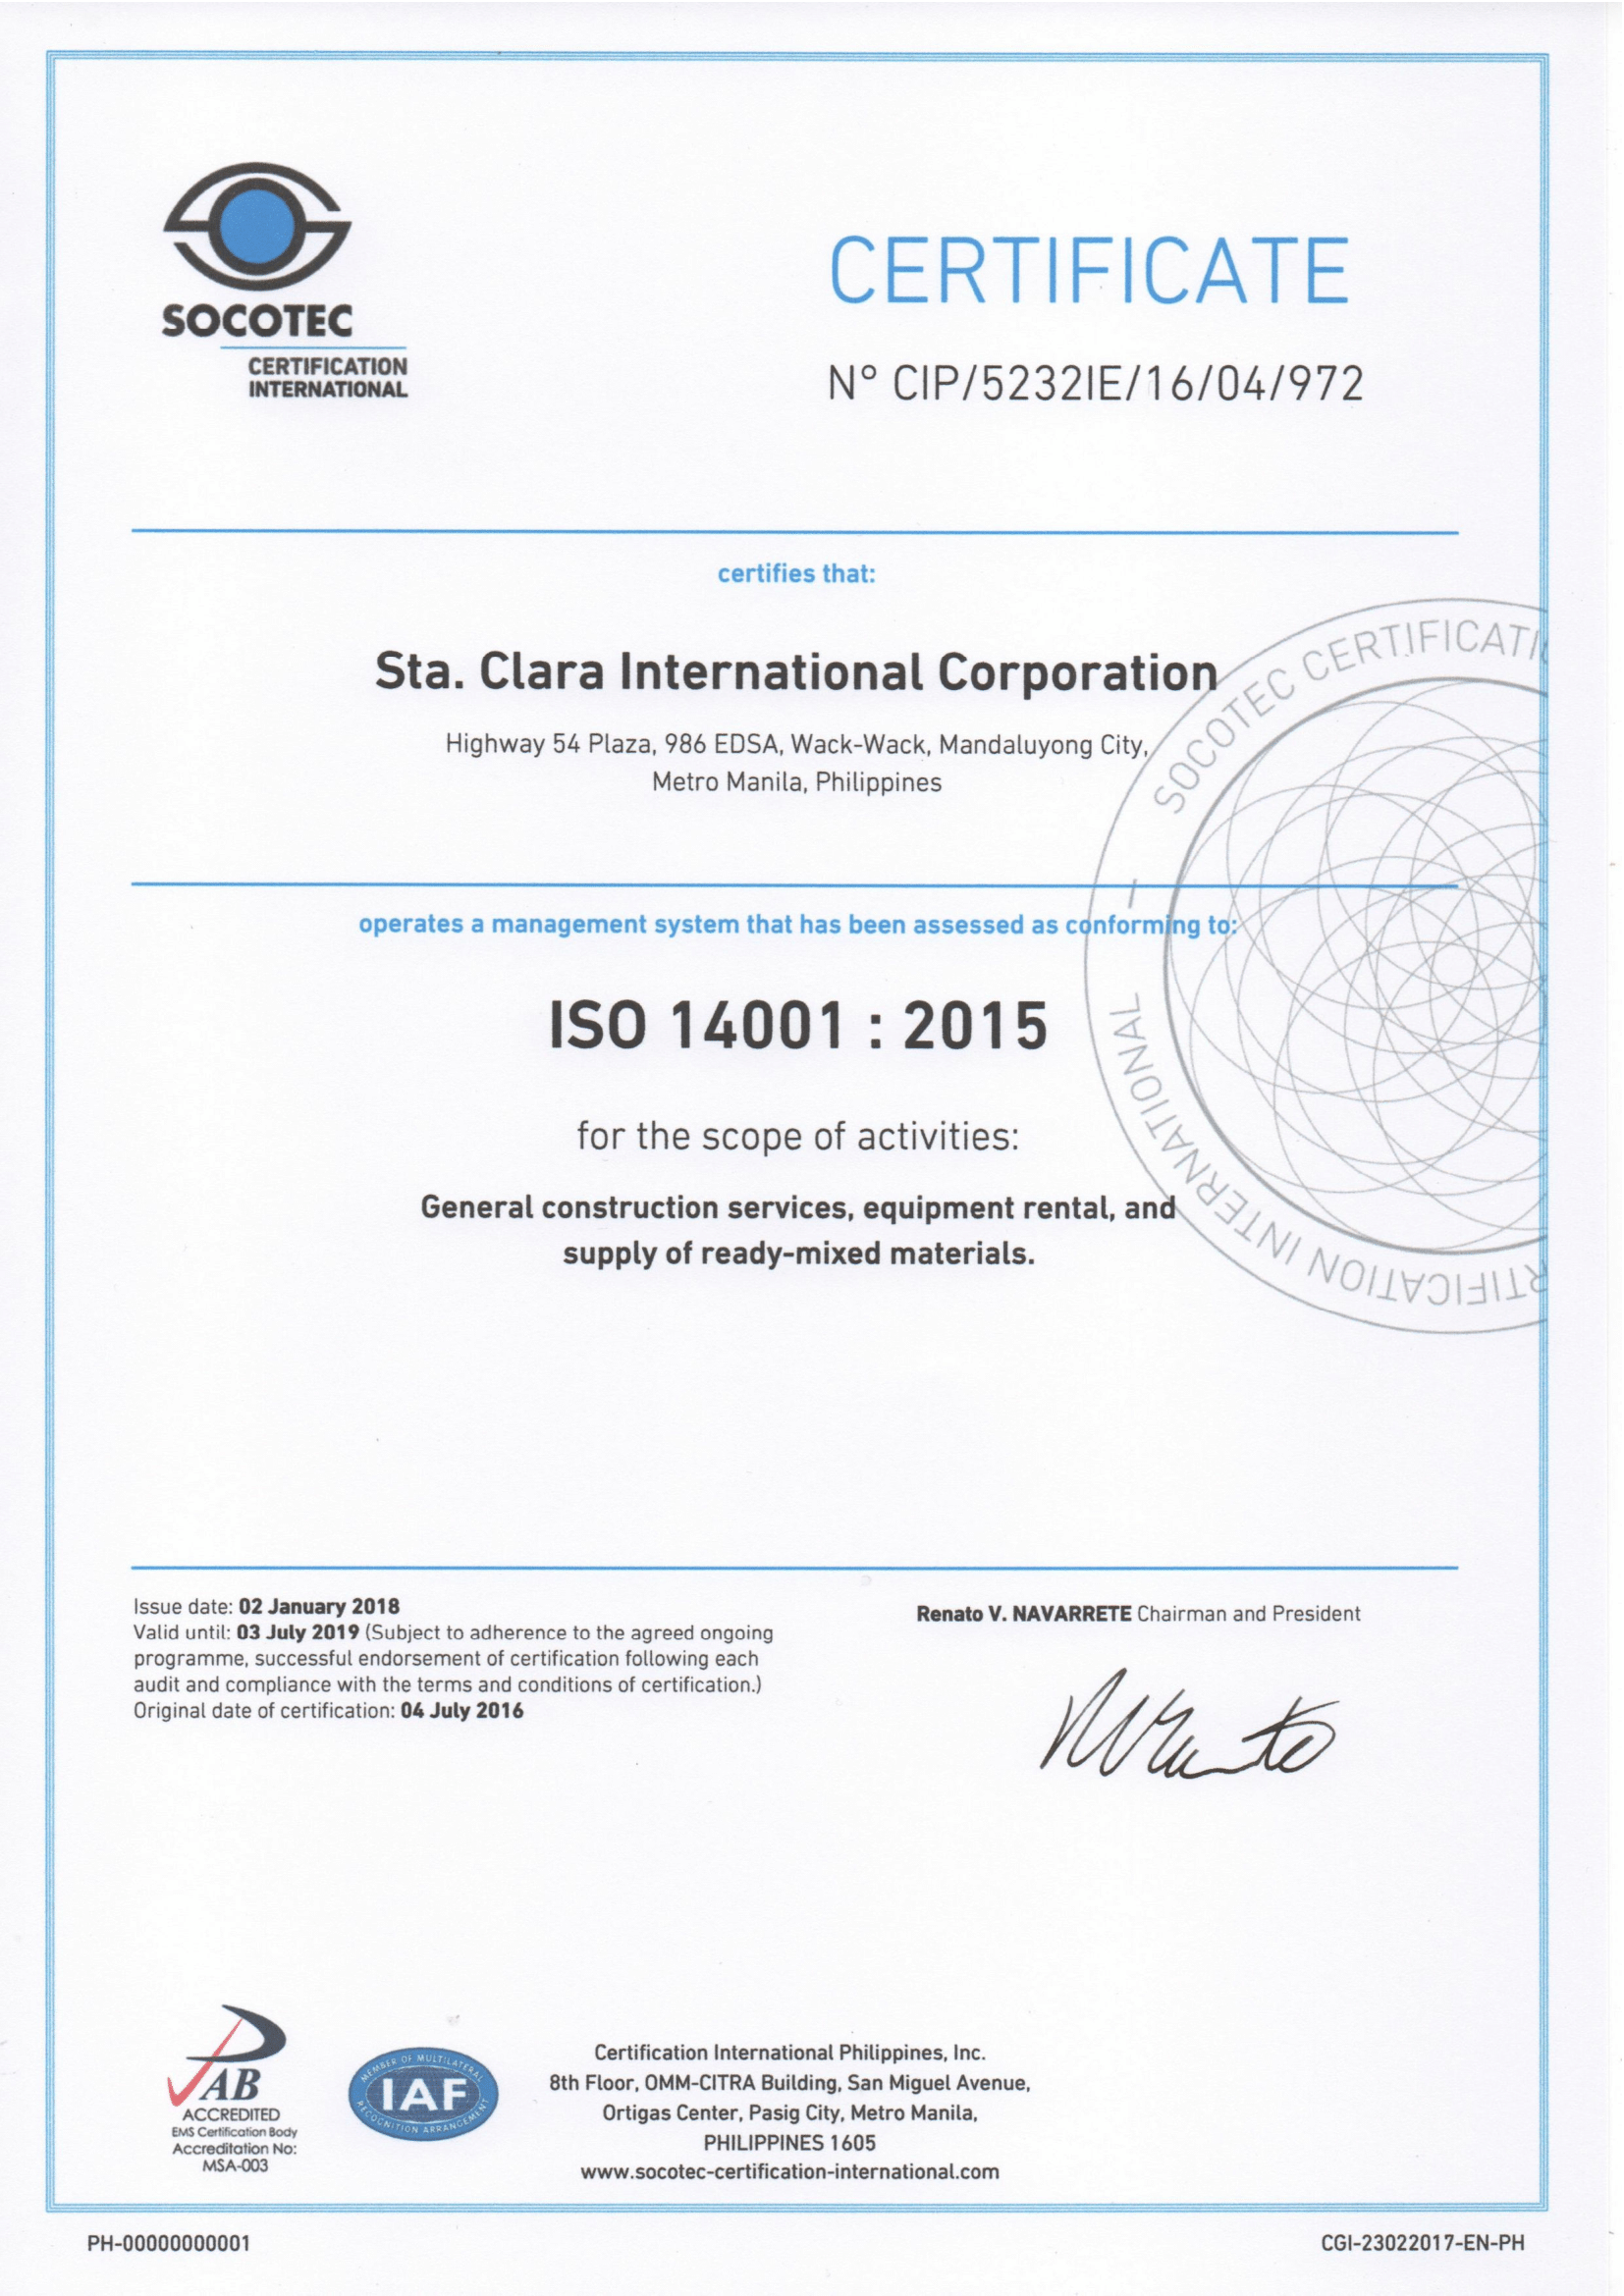 SOCOTEC
CERTIFICATION
INTERNATIONAL
CERTIFICATE
N° CIP/5232IE/16/04/972
certifies that:
Sta. Clara International Corporation
Highway 54 Plaza, 986 EDSA, Wack-Wack, Mandaluyong City,
Metro Manila, Philippines
SOCOTEC CERTIFICATI
RTIFICATION INTERNATIONAL –
operates a management system that has been assessed as conforming to:
ISO 14001 : 2015
for the scope of activities:
General construction services, equipment rental, and
supply of ready-mixed materials.
Issue date: 02 January 2018
Valid until: 03 July 2019 (Subject to adherence to the agreed ongoing
programme, successful endorsement of certification following each
audit and compliance with the terms and conditions of certification.)
Original date of certification: 04 July 2016
Renato V. NAVARRETE Chairman and President
PAB
ACCREDITED
EMS Certification Body
Accreditation No:
MSA-003
MEMBER OF MULTILATERAL
IAF
RECOGNITION ARRANGEMENT
Certification International Philippines, Inc.
8th Floor, OMM-CITRA Building, San Miguel Avenue,
Ortigas Center, Pasig City, Metro Manila,
PHILIPPINES 1605
www.socotec-certification-international.com
PH-00000000001
CGI-23022017-EN-PH